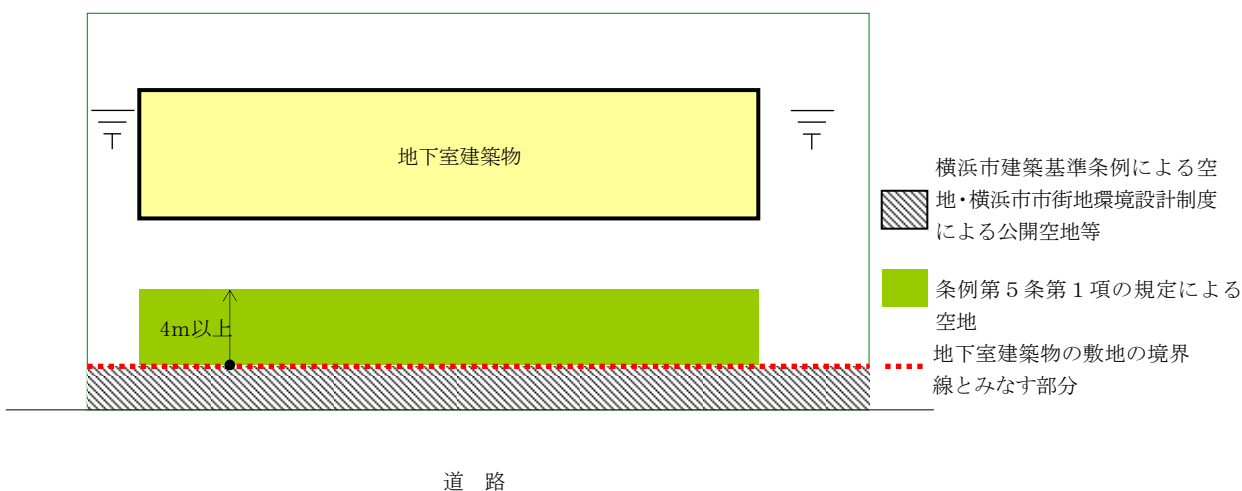 地下室建築物
横浜市建築基準条例による空
地・横浜市市街地環境設計制度
による公開空地等
条例第５条第１項の規定による
空地
4m以上
地下室建築物の敷地の境界
線とみなす部分
道 路